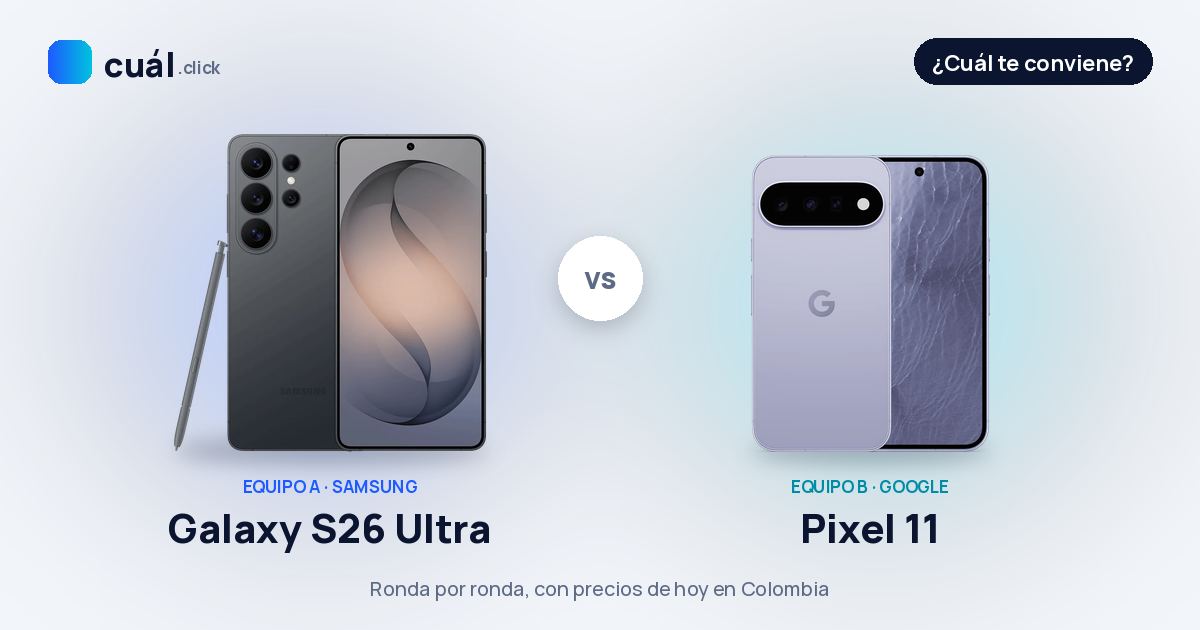 cuál.click
¿Cuál te conviene?
SAMSUNG
G
VS
EQUIPO A · SAMSUNG
EQUIPO B · GOOGLE
Galaxy S26 Ultra
Pixel 11
Ronda por ronda, con precios de hoy en Colombia